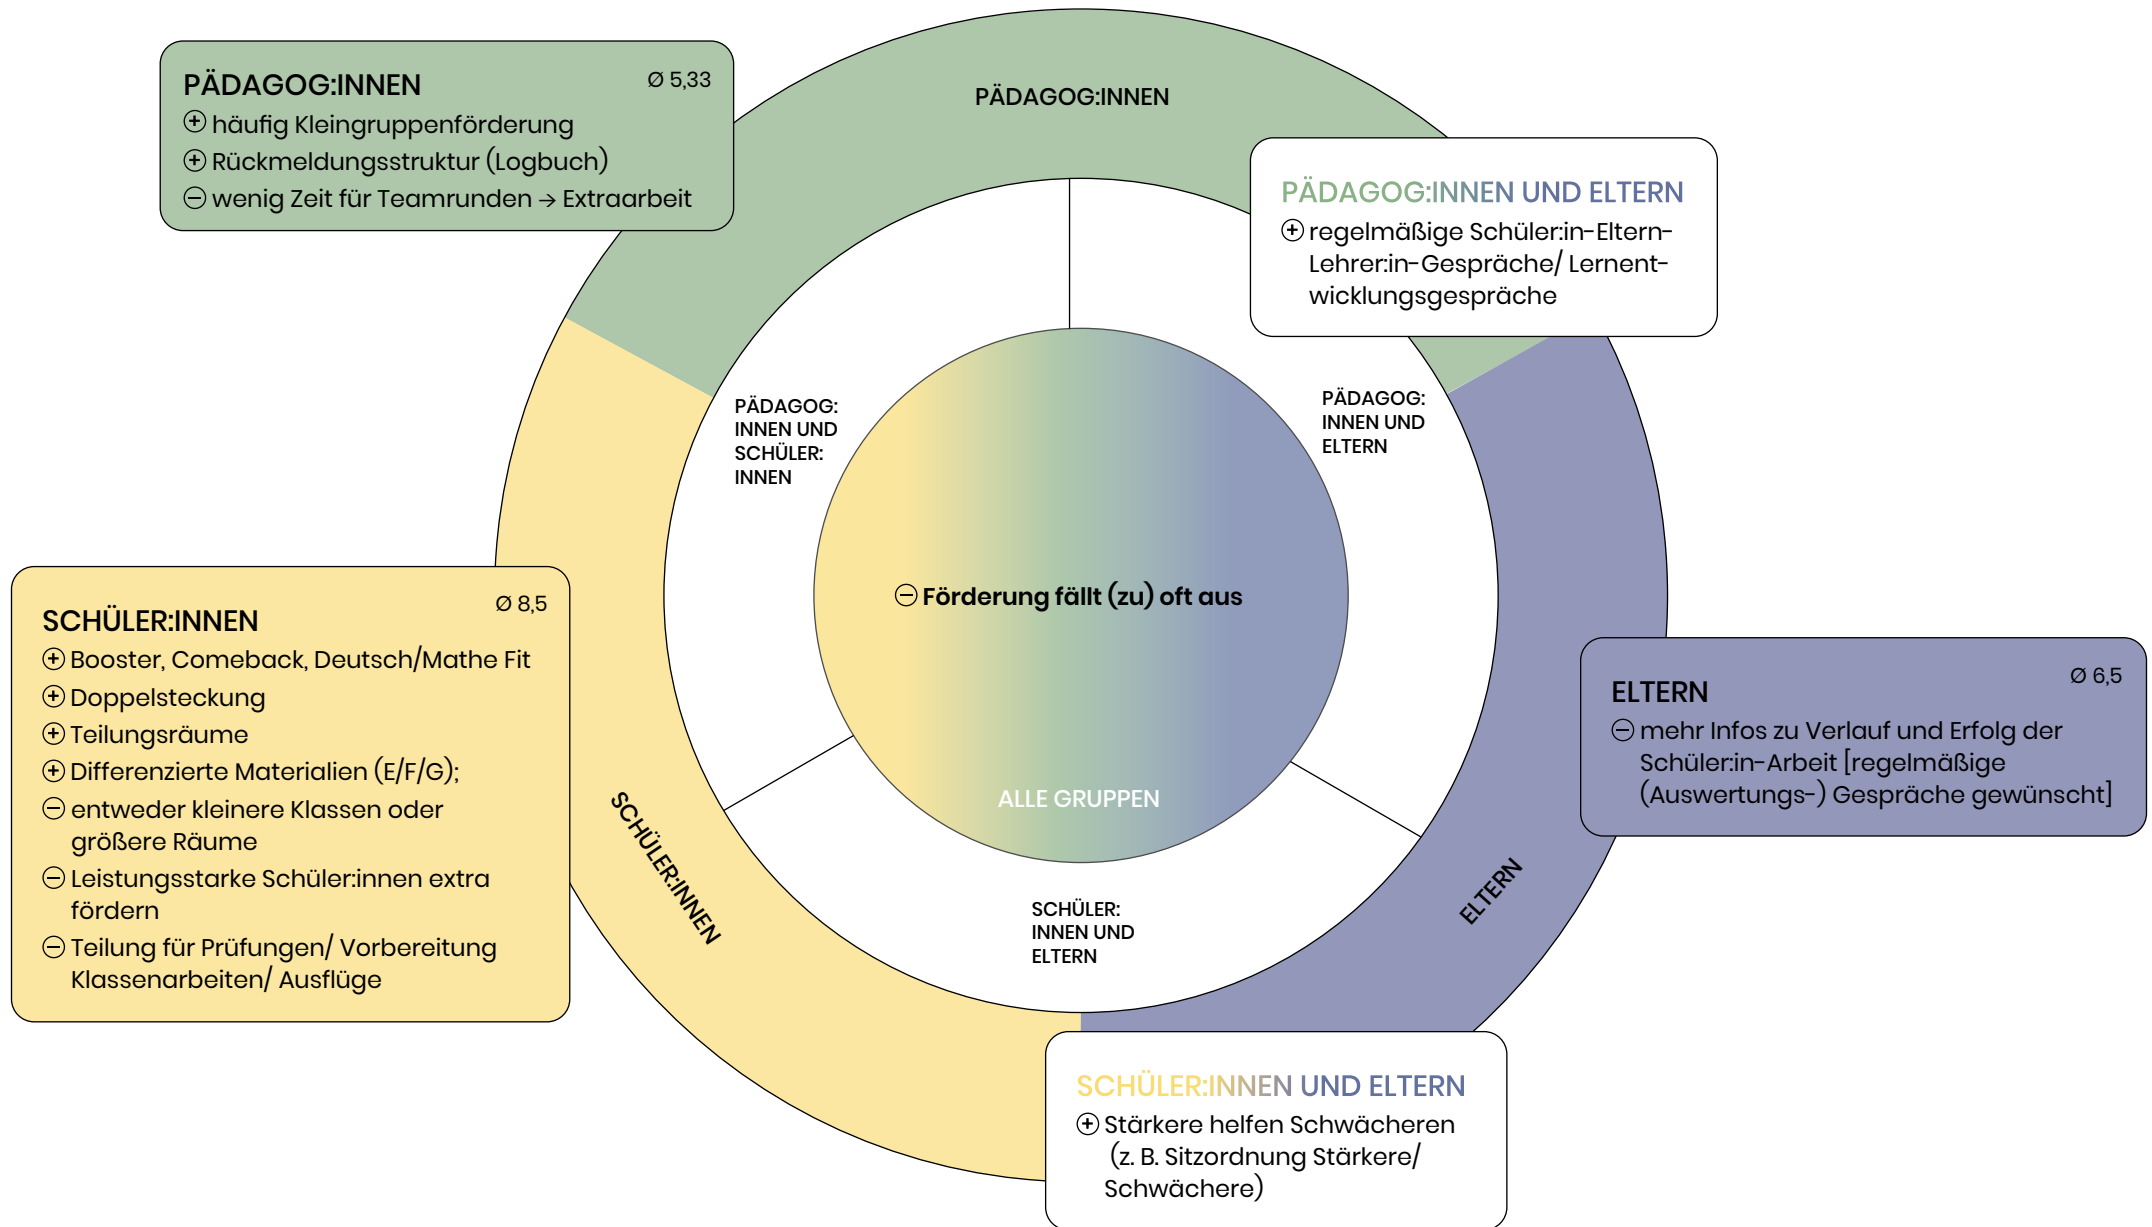 PÄDAGOG:INNEN
Ø 5,33
⊕ häufig Kleingruppenförderung
⊕ Rückmeldungsstruktur (Logbuch)
⊖ wenig Zeit für Teamrunden → Extraarbeit
PÄDAGOG:INNEN
PÄDAGOG:INNEN UND ELTERN
⊕ regelmäßige Schüler:in-Eltern-
Lehrer:in-Gespräche/ Lernent-
wicklungsgespräche
PÄDAGOG:
INNEN UND
SCHÜLER:
INNEN
PÄDAGOG:
INNEN UND
ELTERN
⊖ Förderung fällt (zu) oft aus
ALLE GRUPPEN
SCHÜLER:INNEN
Ø 8,5
⊕ Booster, Comeback, Deutsch/Mathe Fit
⊕ Doppelsteckung
⊕ Teilungsräume
⊕ Differenzierte Materialien (E/F/G);
⊖ entweder kleinere Klassen oder
größere Räume
⊖ Leistungsstarke Schüler:innen extra
fördern
⊖ Teilung für Prüfungen/ Vorbereitung
Klassenarbeiten/ Ausflüge
SCHÜLER:INNEN
ELTERN
Ø 6,5
⊖ mehr Infos zu Verlauf und Erfolg der
Schüler:in-Arbeit [regelmäßige
(Auswertungs-) Gespräche gewünscht]
ELTERN
SCHÜLER:
INNEN UND
ELTERN
SCHÜLER:INNEN UND ELTERN
⊕ Stärkere helfen Schwächeren
(z. B. Sitzordnung Stärkere/
Schwächere)